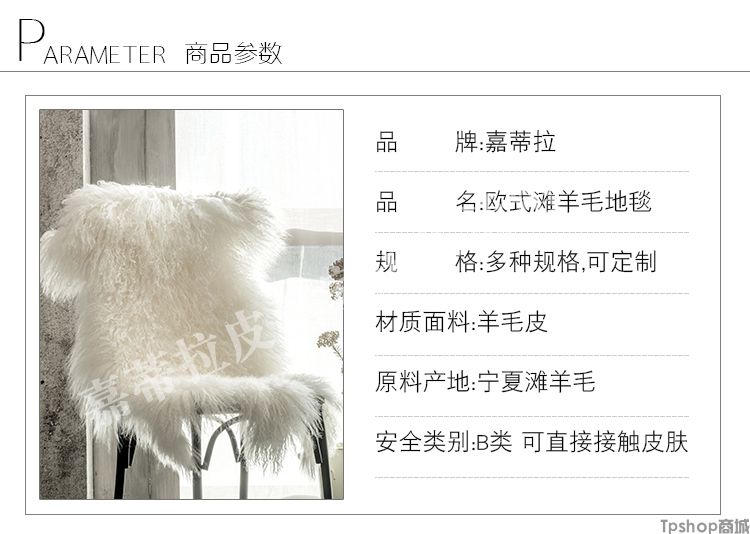 PARAMETER 商品参数
品 牌:嘉蒂拉
品 名:欧式滩羊毛地毯
规 格:多种规格,可定制
材质面料:羊毛皮
原料产地:宁夏滩羊毛
安全类别:B类 可直接接触皮肤
嘉蒂拉皮
Tpshop商城